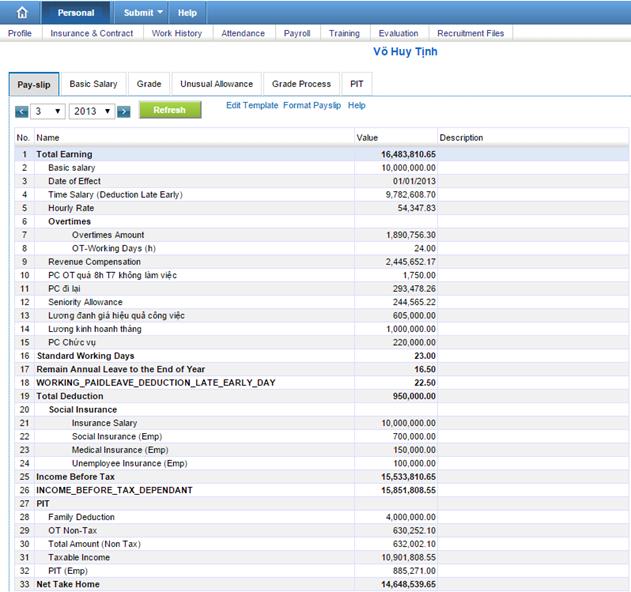 Personal Submit Help
Profile Insurance & Contract Work History Attendance Payroll Training Evaluation Recruitment Files
Võ Huy Tịnh
Pay-slip Basic Salary Grade Unusual Allowance Grade Process PIT
3 2013 Refresh Edit Template Format Payslip Help
No. Name Value Description
1 Total Earning 16,483,810.65
2 Basic salary 10,000,000.00
3 Date of Effect 01/01/2013
4 Time Salary (Deduction Late Early) 9,782,608.70
5 Hourly Rate 54,347.83
6 Overtimes
7 Overtimes Amount 1,890,756.30
8 OT-Working Days (h) 24.00
9 Revenue Compensation 2,445,652.17
10 PC OT quá 8h T7 không làm việc 1,750.00
11 PC đi lại 293,478.26
12 Seniority Allowance 244,565.22
13 Lương đanh giá hiệu quả công việc 605,000.00
14 Lương kinh hoanh tháng 1,000,000.00
15 PC Chức vụ 220,000.00
16 Standard Working Days 23.00
17 Remain Annual Leave to the End of Year 16.50
18 WORKING_PAIDLEAVE_DEDUCTION_LATE_EARLY_DAY 22.50
19 Total Deduction 950,000.00
20 Social Insurance
21 Insurance Salary 10,000,000.00
22 Social Insurance (Emp) 700,000.00
23 Medical Insurance (Emp) 150,000.00
24 Unemployee Insurance (Emp) 100,000.00
25 Income Before Tax 15,533,810.65
26 INCOME_BEFORE_TAX_DEPENDANT 15,851,808.55
27 PIT
28 Family Deduction 4,000,000.00
29 OT Non-Tax 630,252.10
30 Total Amount (Non Tax) 632,002.10
31 Taxable Income 10,901,808.55
32 PIT (Emp) 885,271.00
33 Net Take Home 14,648,539.65